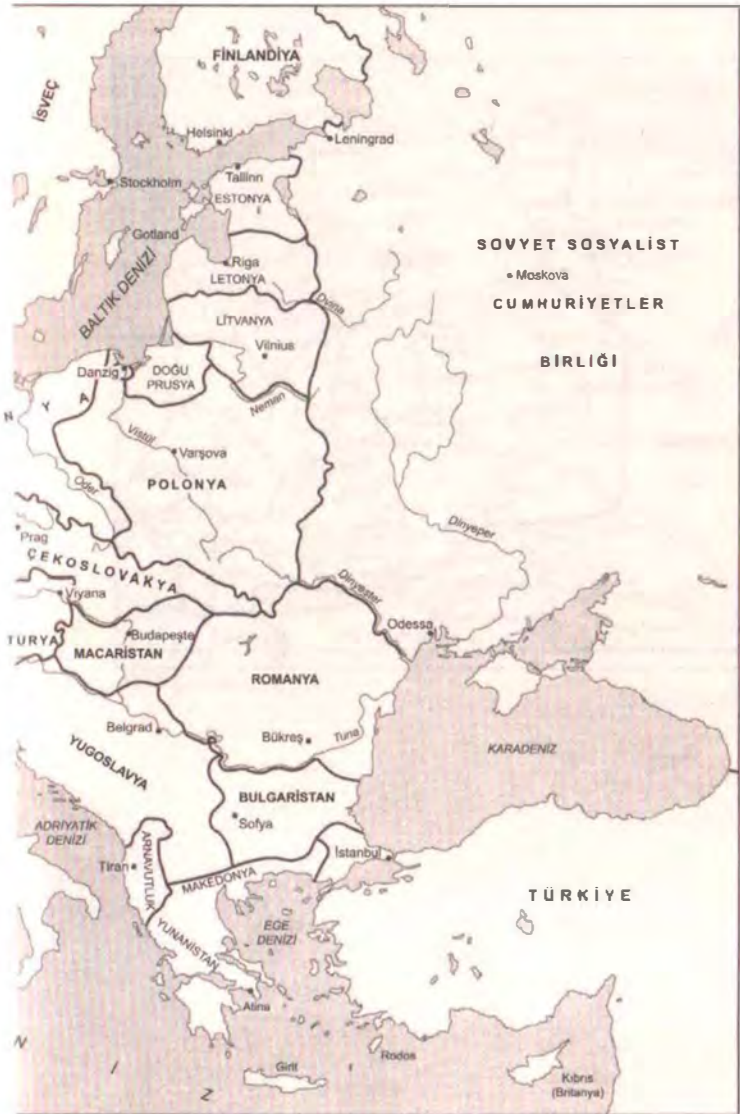 FİNLANDİYA
İSVEÇ
Helsinki
Leningrad
Stockholm
Tallinn
ESTONYA
Gotland
SOVYET SOSYALİST
Moskova
CUMHURİYETLER
BİRLİĞİ
BALTIK DENİZİ
Riga
LETONYA
Dvina
LİTVANYA
Vilnius
Danzig
DOĞU
PRUSYA
Neman
N Y A
Vistül
Varşova
Oder
POLONYA
Dinyeper
Prag
ÇEKOSLOVAKYA
Dinyester
Viyana
Odessa
TURYA
Budapeşte
MACARİSTAN
ROMANYA
Belgrad
Bükreş
Tuna
KARADENİZ
YUGOSLAVYA
BULGARİSTAN
Sofya
ADRİYATİK
DENİZİ
ARNAVUTLUK
Tiran
İstanbul
MAKEDONYA
TÜRKİYE
EGE
DENİZİ
YUNANİSTAN
Atina
N İ Z İ
Girit
Rodos
Kıbrıs
(Britanya)